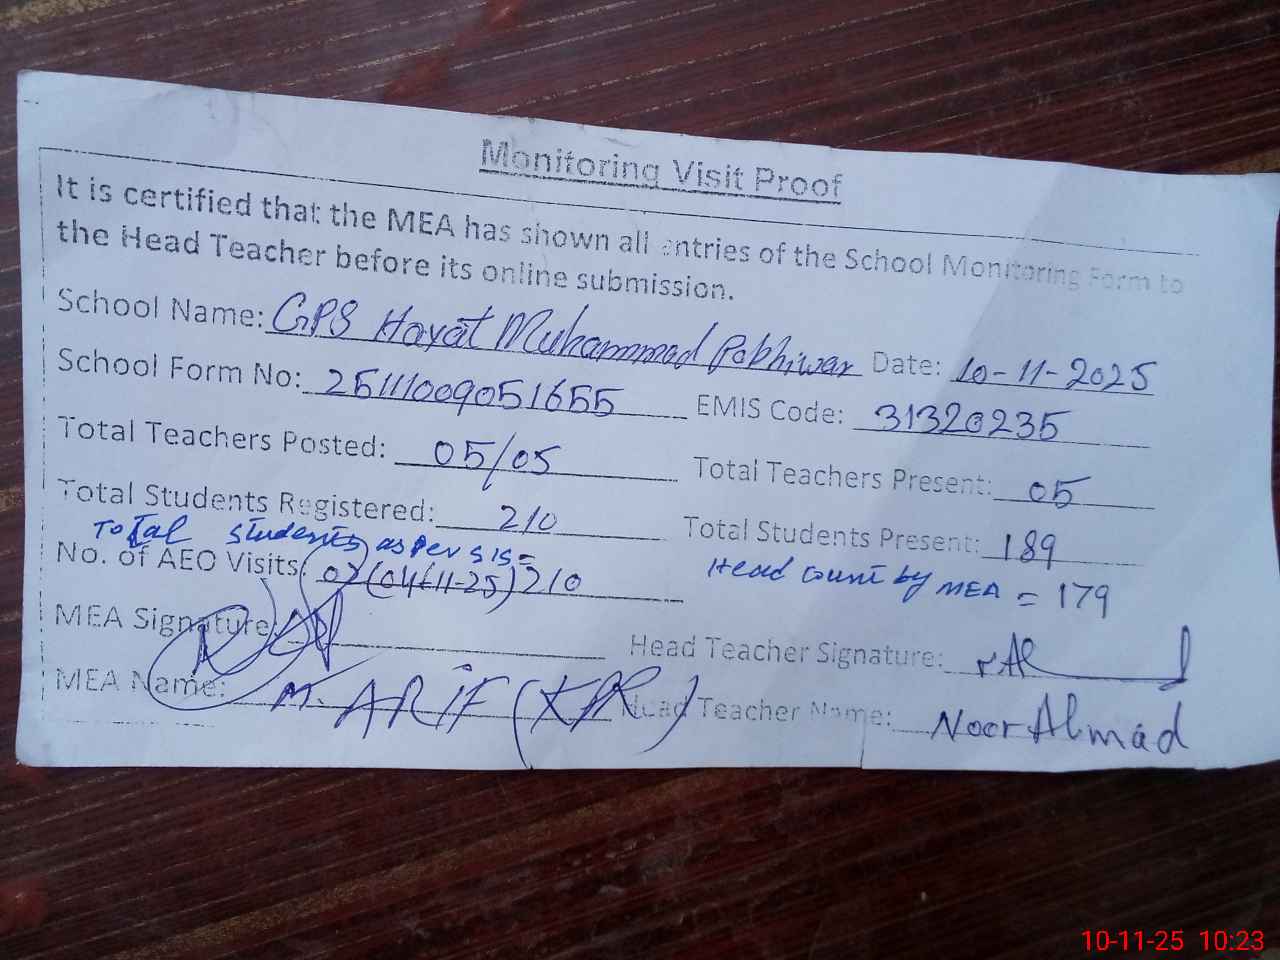 Monitoring Visit Proof
It is certified that the MEA has shown all entries of the School Monitoring Form to
the Head Teacher before its online submission.
School Name: GPS Hayat Muhammad Pakhiwar Date: 10-11-2025
School Form No: 25111009051655 EMIS Code: 31320235
Total Teachers Posted: 05/05 Total Teachers Present: 05
Total Students Registered: 210 Total Students Present: 189
Total students as per SIS=
No. of AEO Visits: 02 (04-11-25) 210 Head count by MEA = 179
MEA Signature: Head Teacher Signature:
MEA Name: M. ARIF Head Teacher Name: Noor Ahmad
10-11-25 10:23